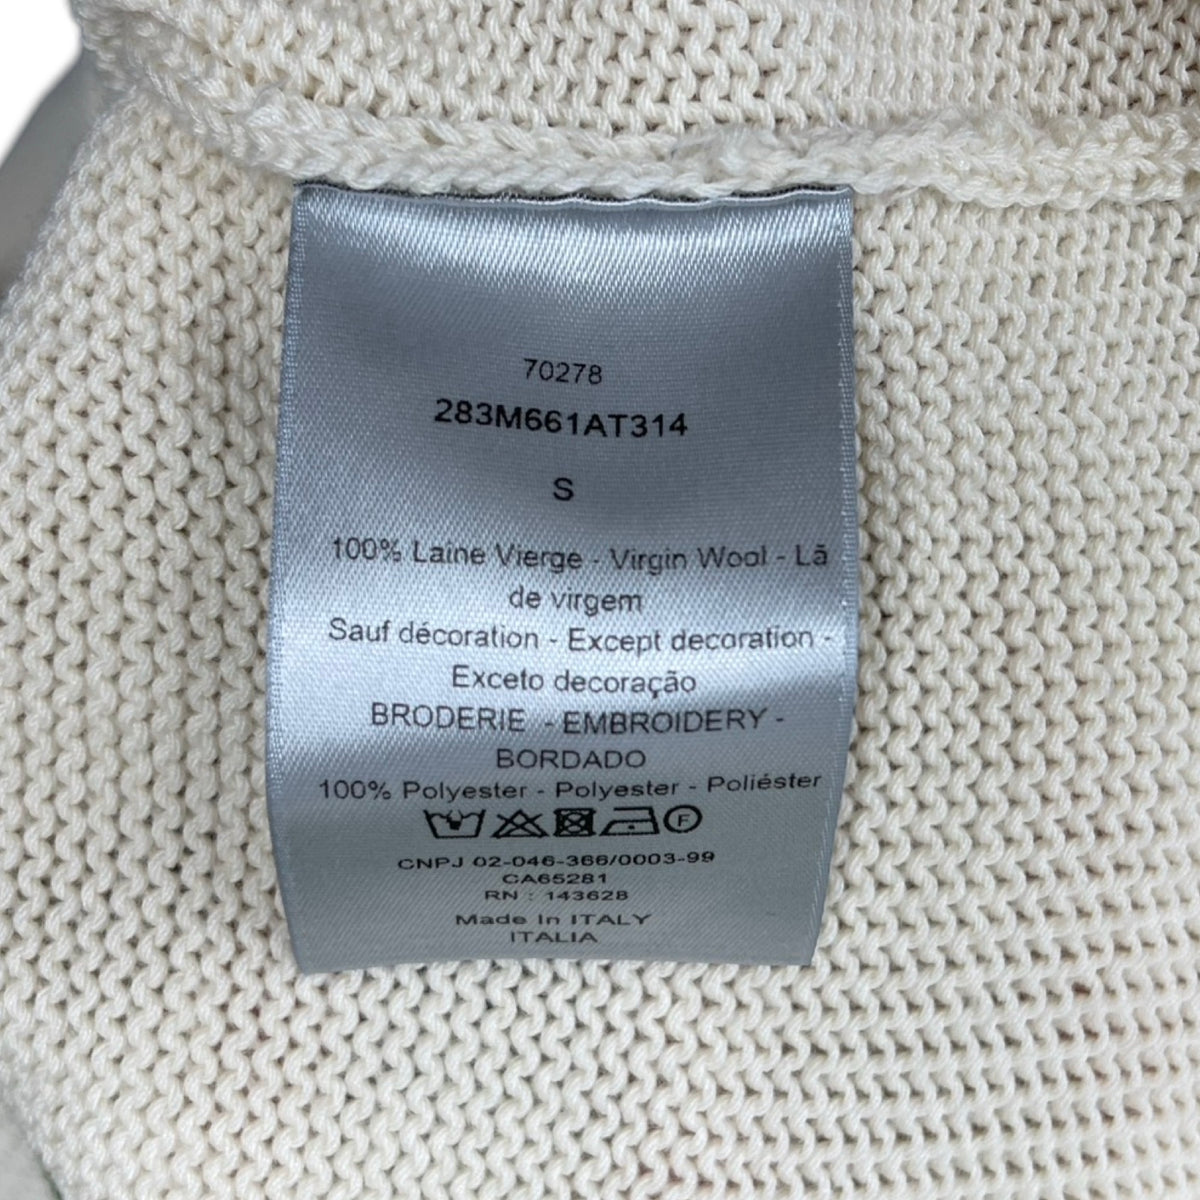 70278
283M661AT314
S
100% Laine Vierge - Virgin Wool - Lã
de virgem
Sauf décoration - Except decoration -
Exceto decoração
BRODERIE - EMBROIDERY -
BORDADO
100% Polyester - Polyester - Poliéster
F
CNPJ 02-046-366/0003-99
CA65281
RN : 143628
Made In ITALY
ITALIA